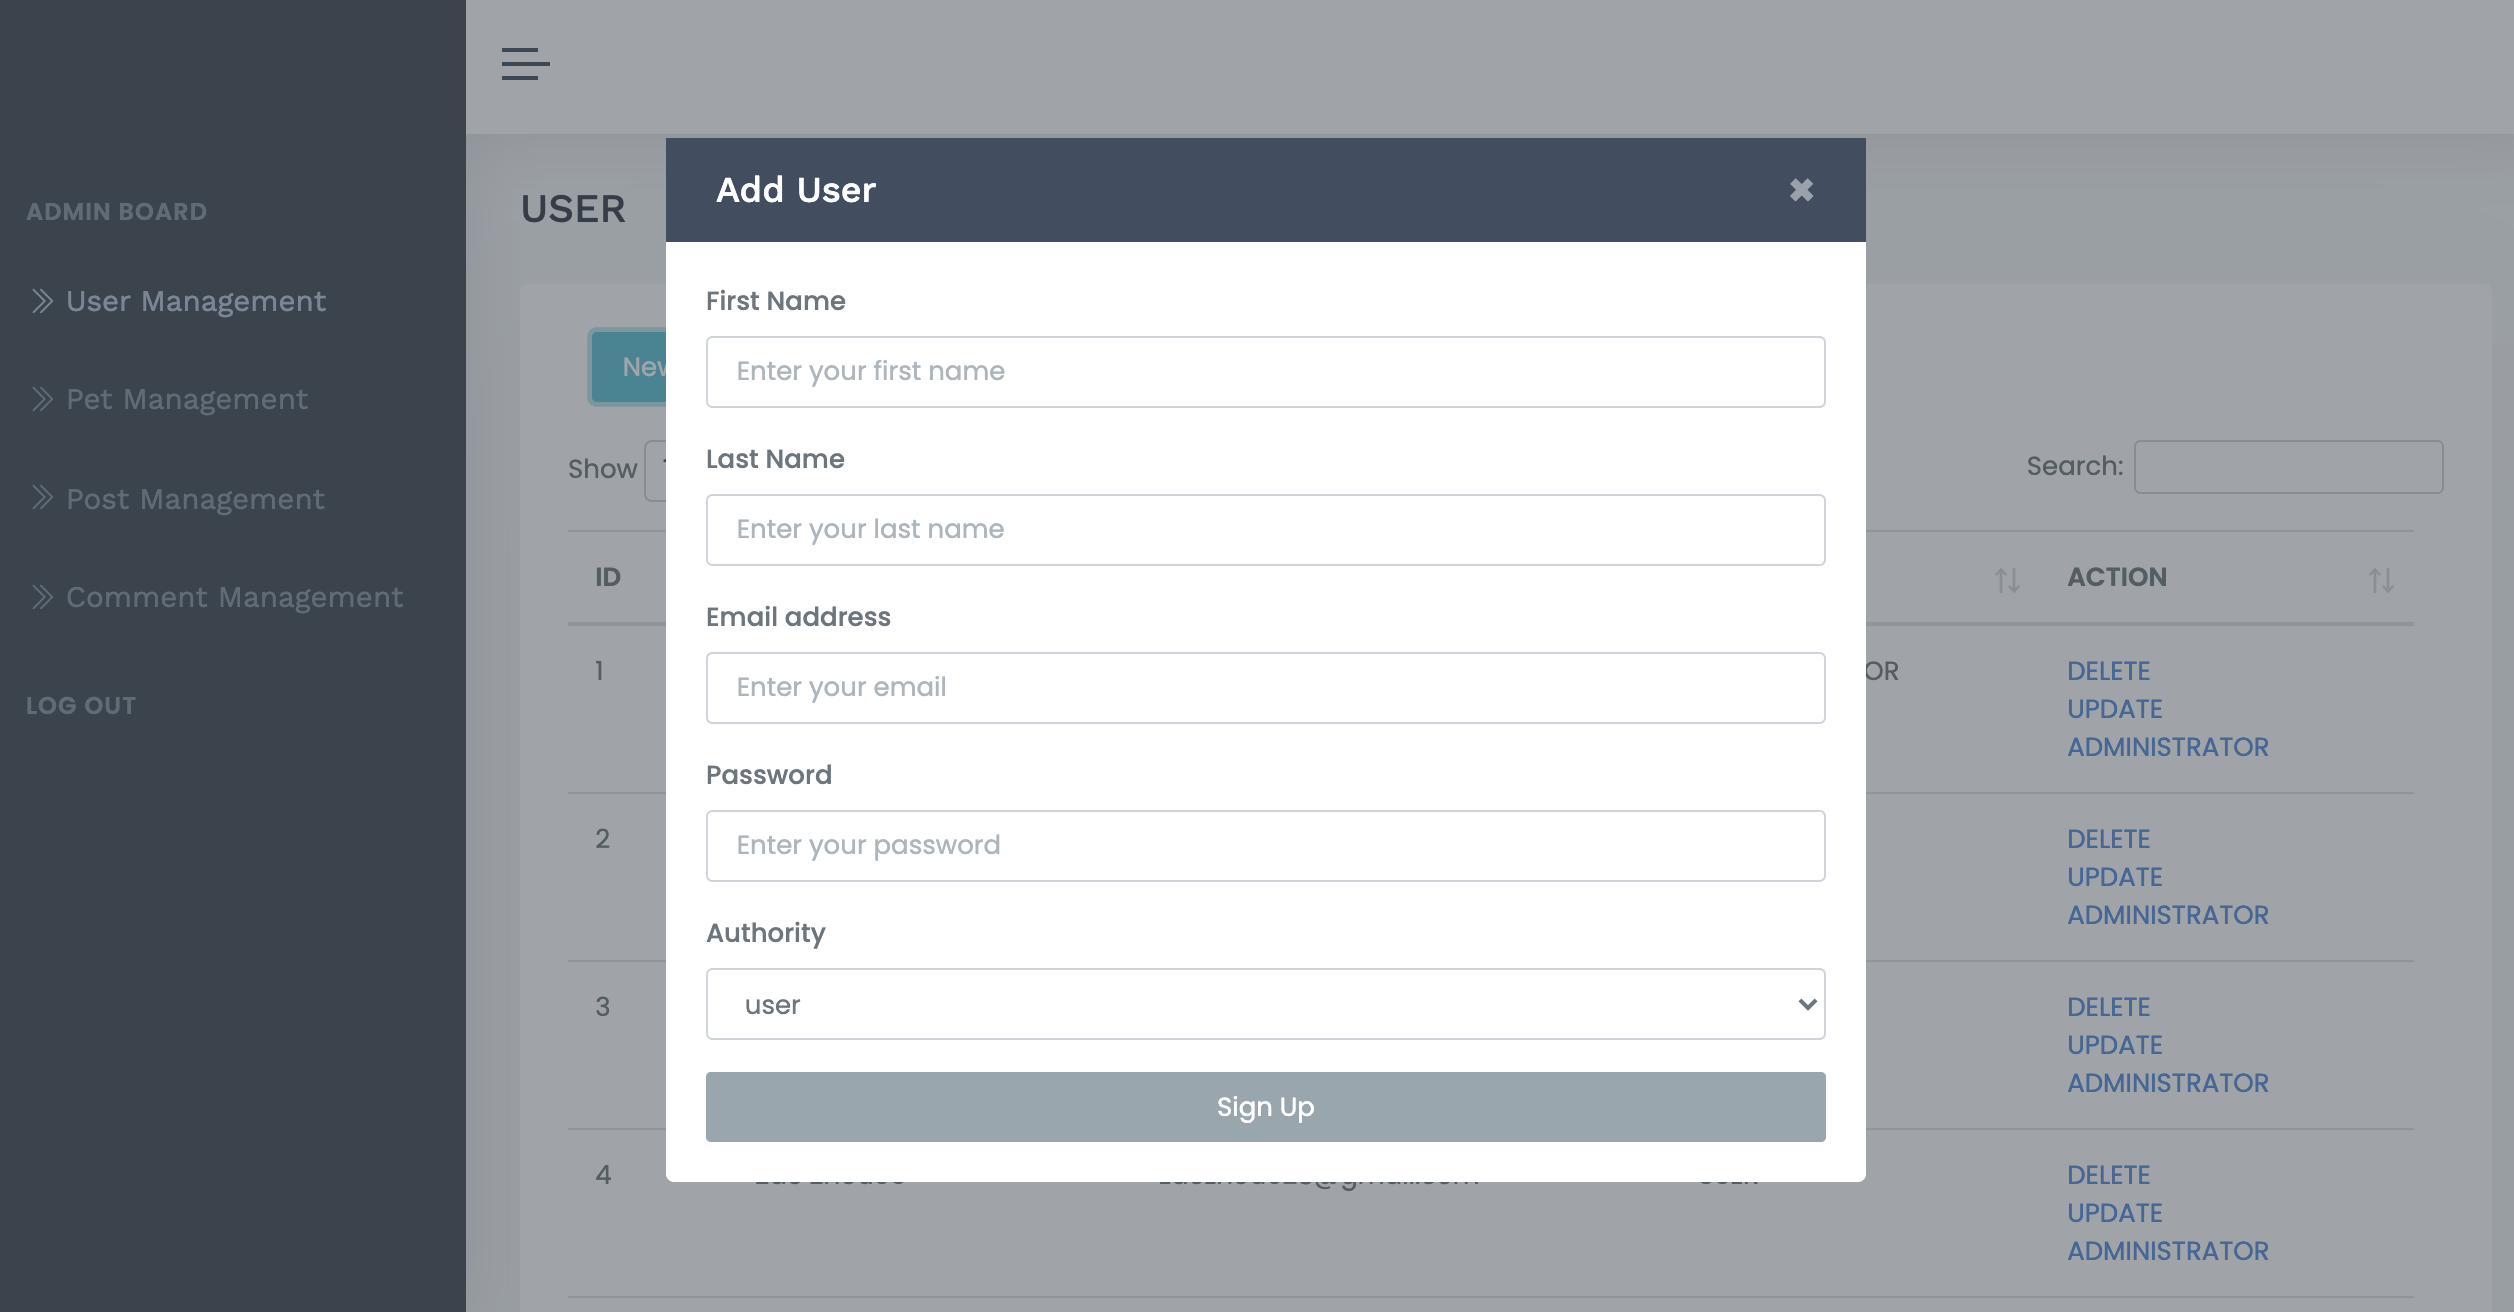 ADMIN BOARD
User Management
Pet Management
Post Management
Comment Management
LOG OUT
USER
Show
Search:
ID
ACTION
1
DELETE
UPDATE
ADMINISTRATOR
2
DELETE
UPDATE
ADMINISTRATOR
3
DELETE
UPDATE
ADMINISTRATOR
4
DELETE
UPDATE
ADMINISTRATOR
Add User
First Name
Enter your first name
Last Name
Enter your last name
Email address
Enter your email
Password
Enter your password
Authority
user
Sign Up